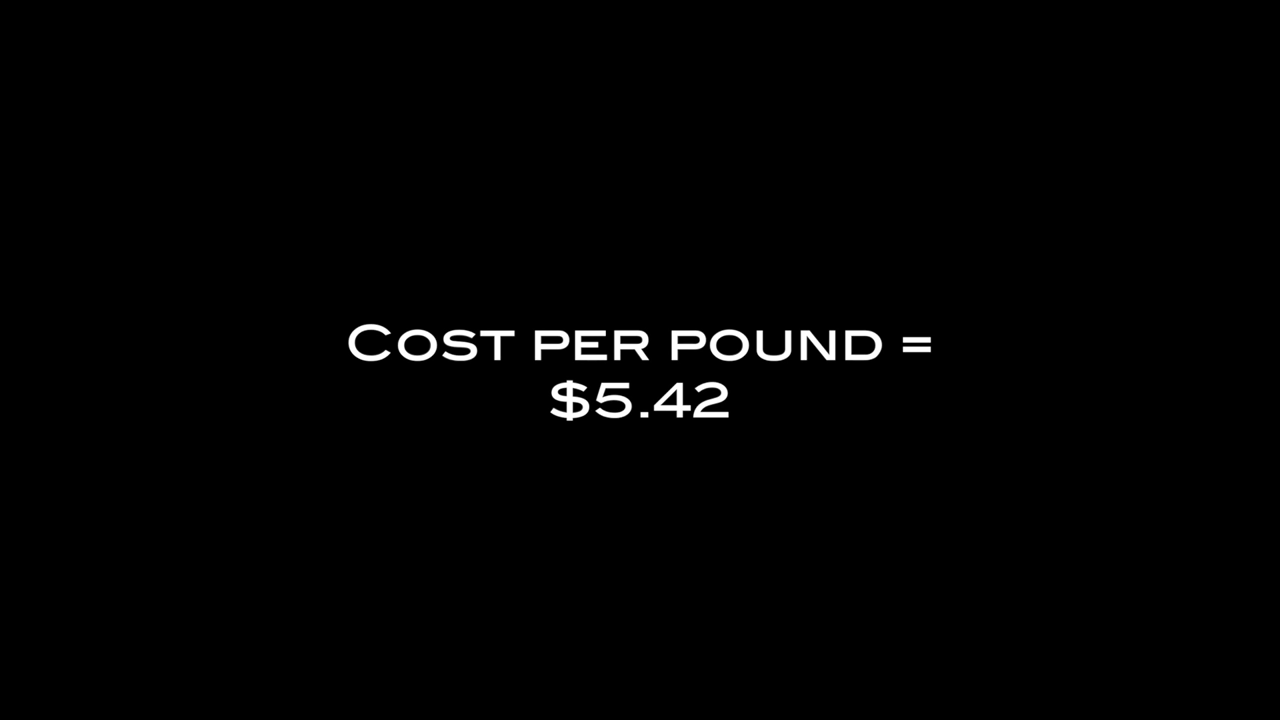 Cost per pound =
$5.42